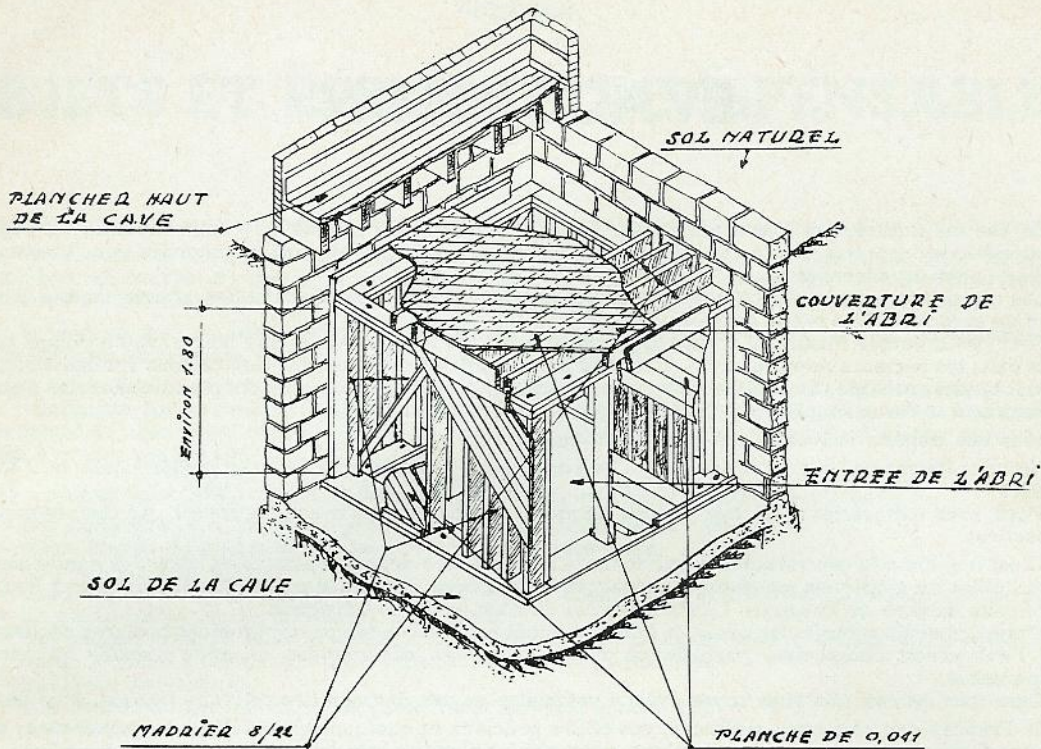 SOL NATUREL
PLANCHER HAUT
DE LA CAVE
COUVERTURE DE
L'ABRI
Environ 1.80
ENTREE DE L'ABRI
SOL DE LA CAVE
MADRIER 8/22
PLANCHE DE 0,041